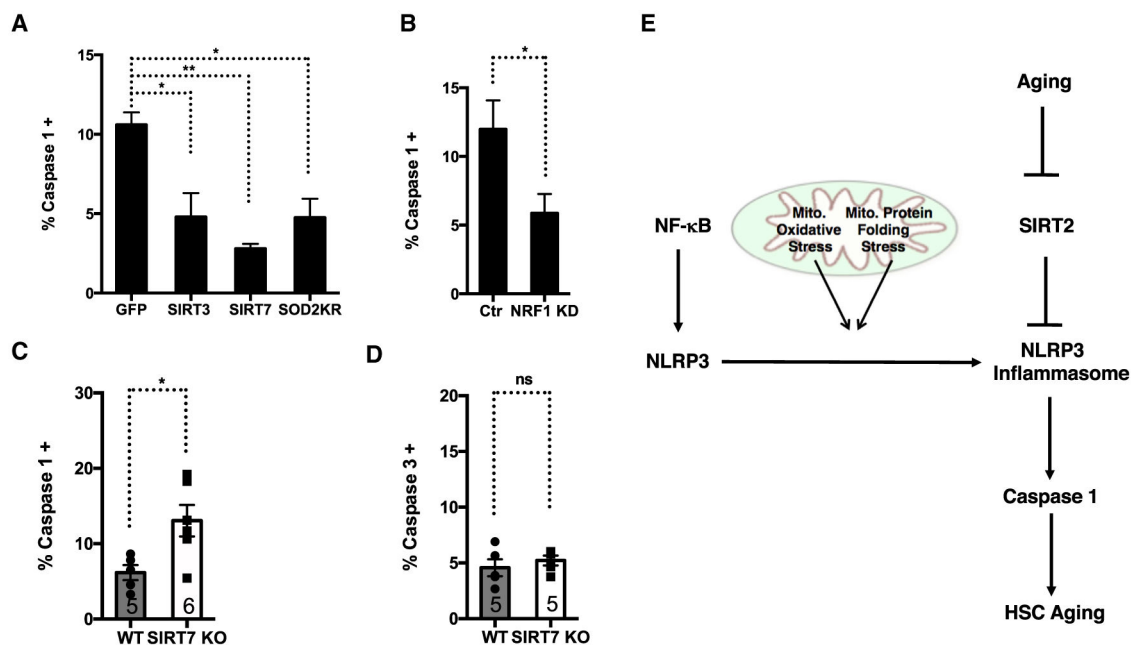 A
% Caspase 1 +
15
10
5
0
*
**
*
GFP SIRT3 SIRT7 SOD2KR
B
% Caspase 1 +
15
10
5
0
*
Ctr NRF1 KD
C
% Caspase 1 +
30
20
10
0
*
5 6
WT SIRT7 KO
D
% Caspase 3 +
20
15
10
5
0
ns
5 5
WT SIRT7 KO
E
Aging
SIRT2
NF-κB
Mito.
Oxidative
Stress
Mito. Protein
Folding
Stress
NLRP3
NLRP3
Inflammasome
Caspase 1
HSC Aging